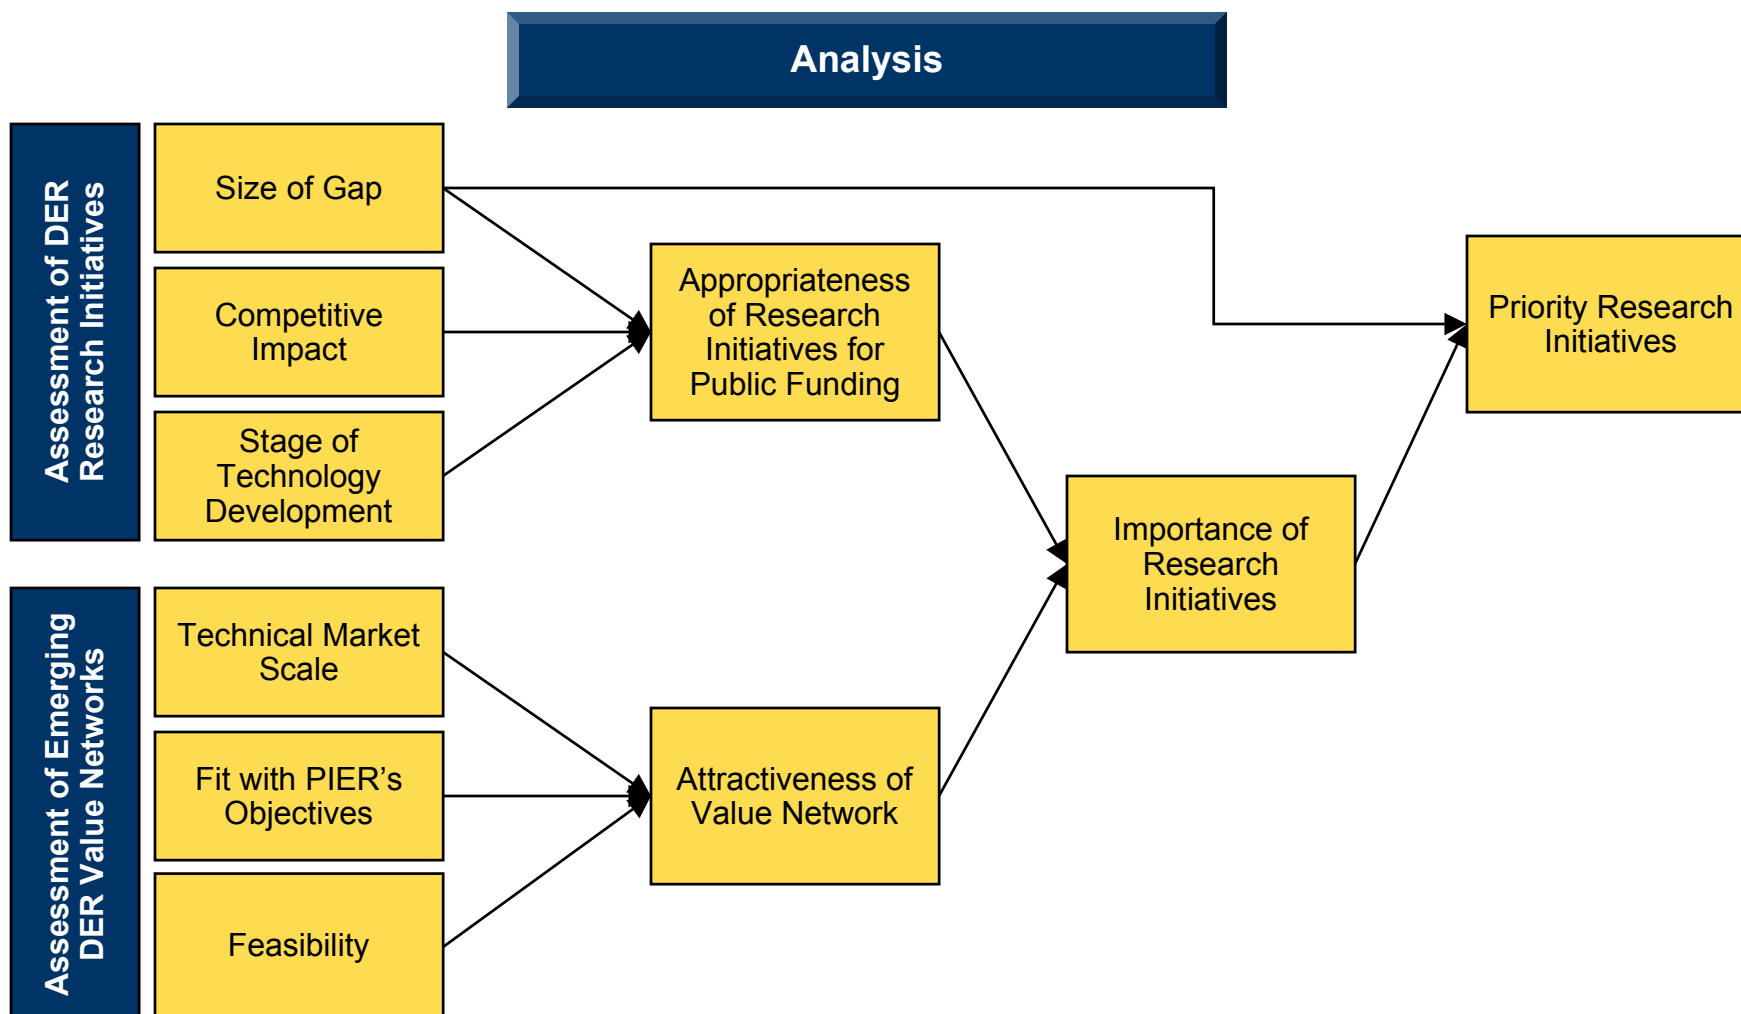 Analysis
Assessment of DER
Research Initiatives
Size of Gap
Competitive
Impact
Stage of
Technology
Development
Appropriateness
of Research
Initiatives for
Public Funding
Priority Research
Initiatives
Importance of
Research
Initiatives
Assessment of Emerging
DER Value Networks
Technical Market
Scale
Fit with PIER’s
Objectives
Feasibility
Attractiveness of
Value Network